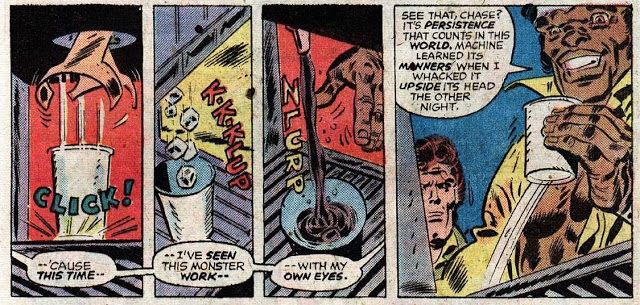 CLICK!
--'CAUSE
THIS TIME--
K-K-KLUP
--I'VE SEEN
THIS MONSTER
WORK--
ZLURP
--WITH MY
OWN EYES.
SEE THAT, CHASE?
IT'S PERSISTENCE
THAT COUNTS IN THIS
WORLD. MACHINE
LEARNED ITS
MANNERS WHEN I
WHACKED IT
UPSIDE ITS HEAD
THE OTHER
NIGHT.